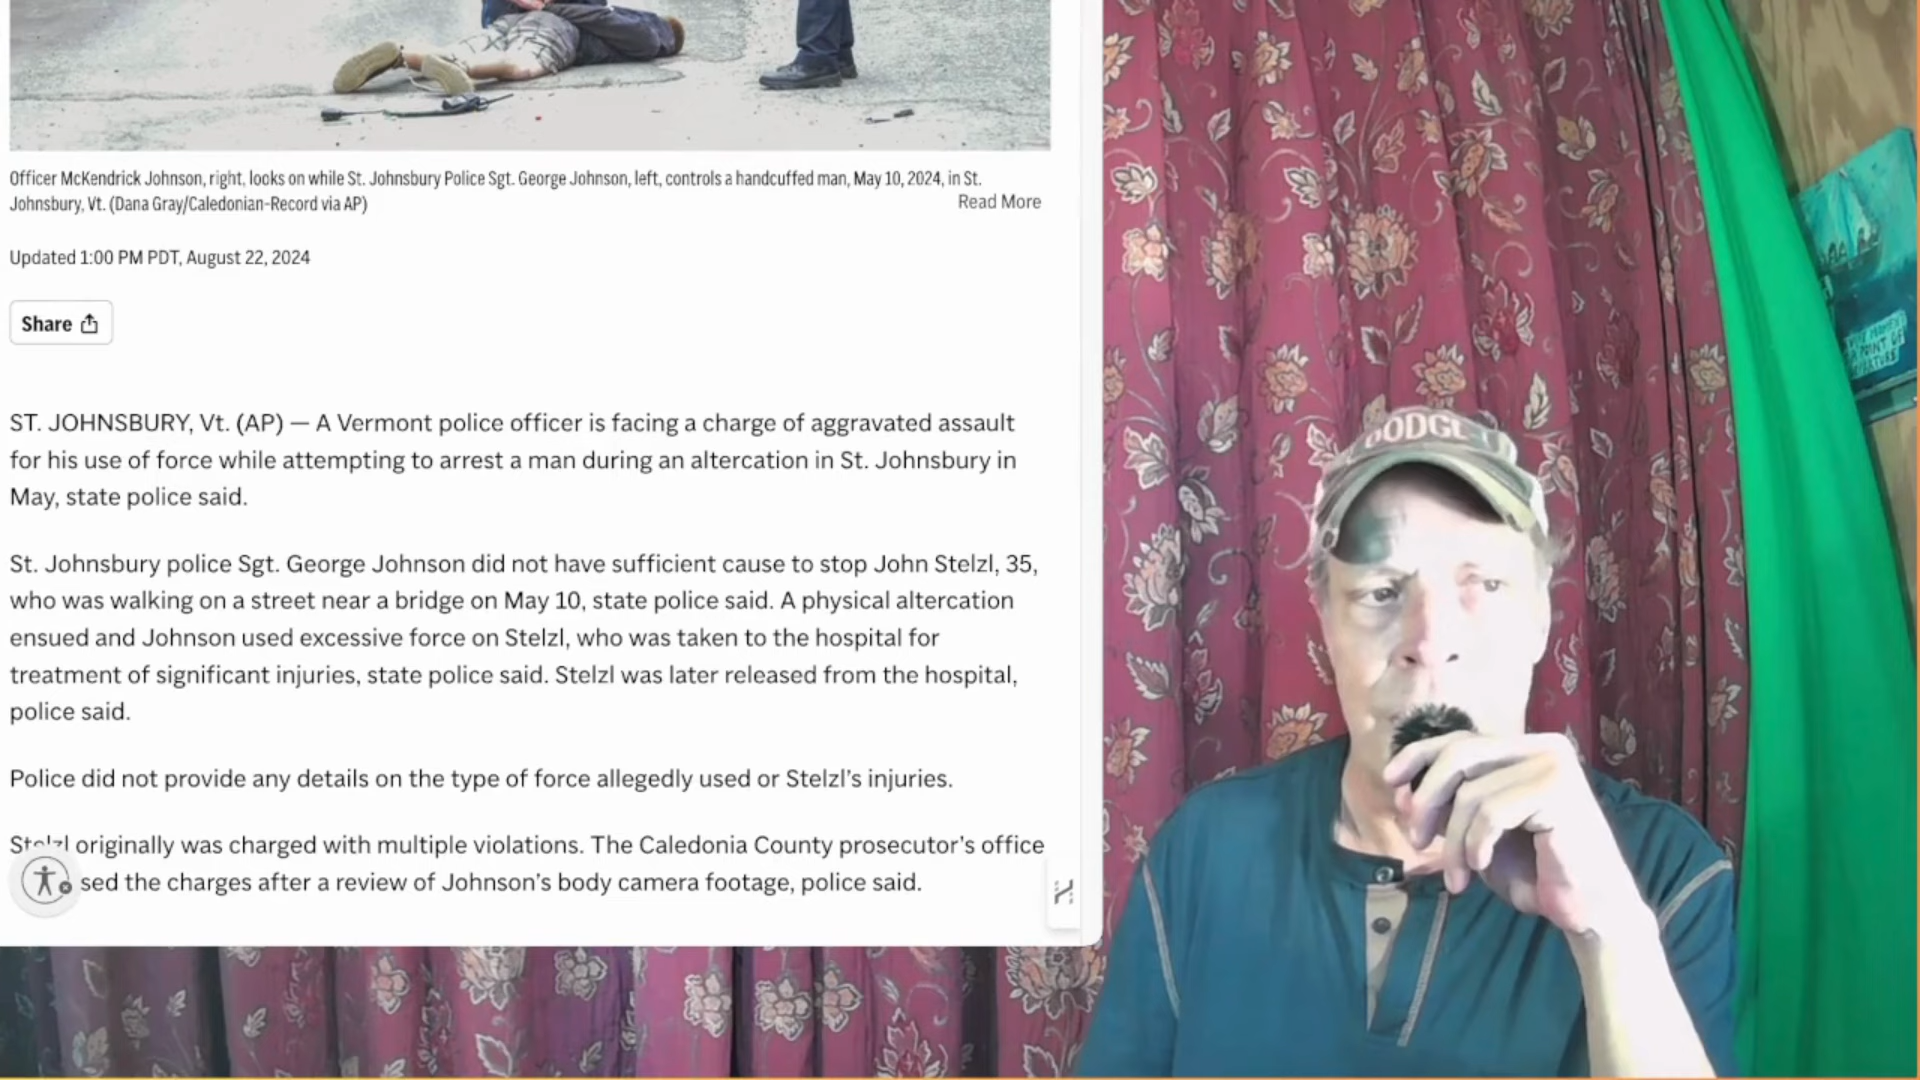 Officer McKendrick Johnson, right, looks on while St. Johnsbury Police Sgt. George Johnson, left, controls a handcuffed man, May 10, 2024, in St.
Johnsbury, Vt. (Dana Gray/Caledonian-Record via AP)
Read More
Updated 1:00 PM PDT, August 22, 2024
Share
ST. JOHNSBURY, Vt. (AP) — A Vermont police officer is facing a charge of aggravated assault
for his use of force while attempting to arrest a man during an altercation in St. Johnsbury in
May, state police said.
St. Johnsbury police Sgt. George Johnson did not have sufficient cause to stop John Stelzl, 35,
who was walking on a street near a bridge on May 10, state police said. A physical altercation
ensued and Johnson used excessive force on Stelzl, who was taken to the hospital for
treatment of significant injuries, state police said. Stelzl was later released from the hospital,
police said.
Police did not provide any details on the type of force allegedly used or Stelzl's injuries.
Stelzl originally was charged with multiple violations. The Caledonia County prosecutor's office
sed the charges after a review of Johnson's body camera footage, police said.
DODGE
POINT OF